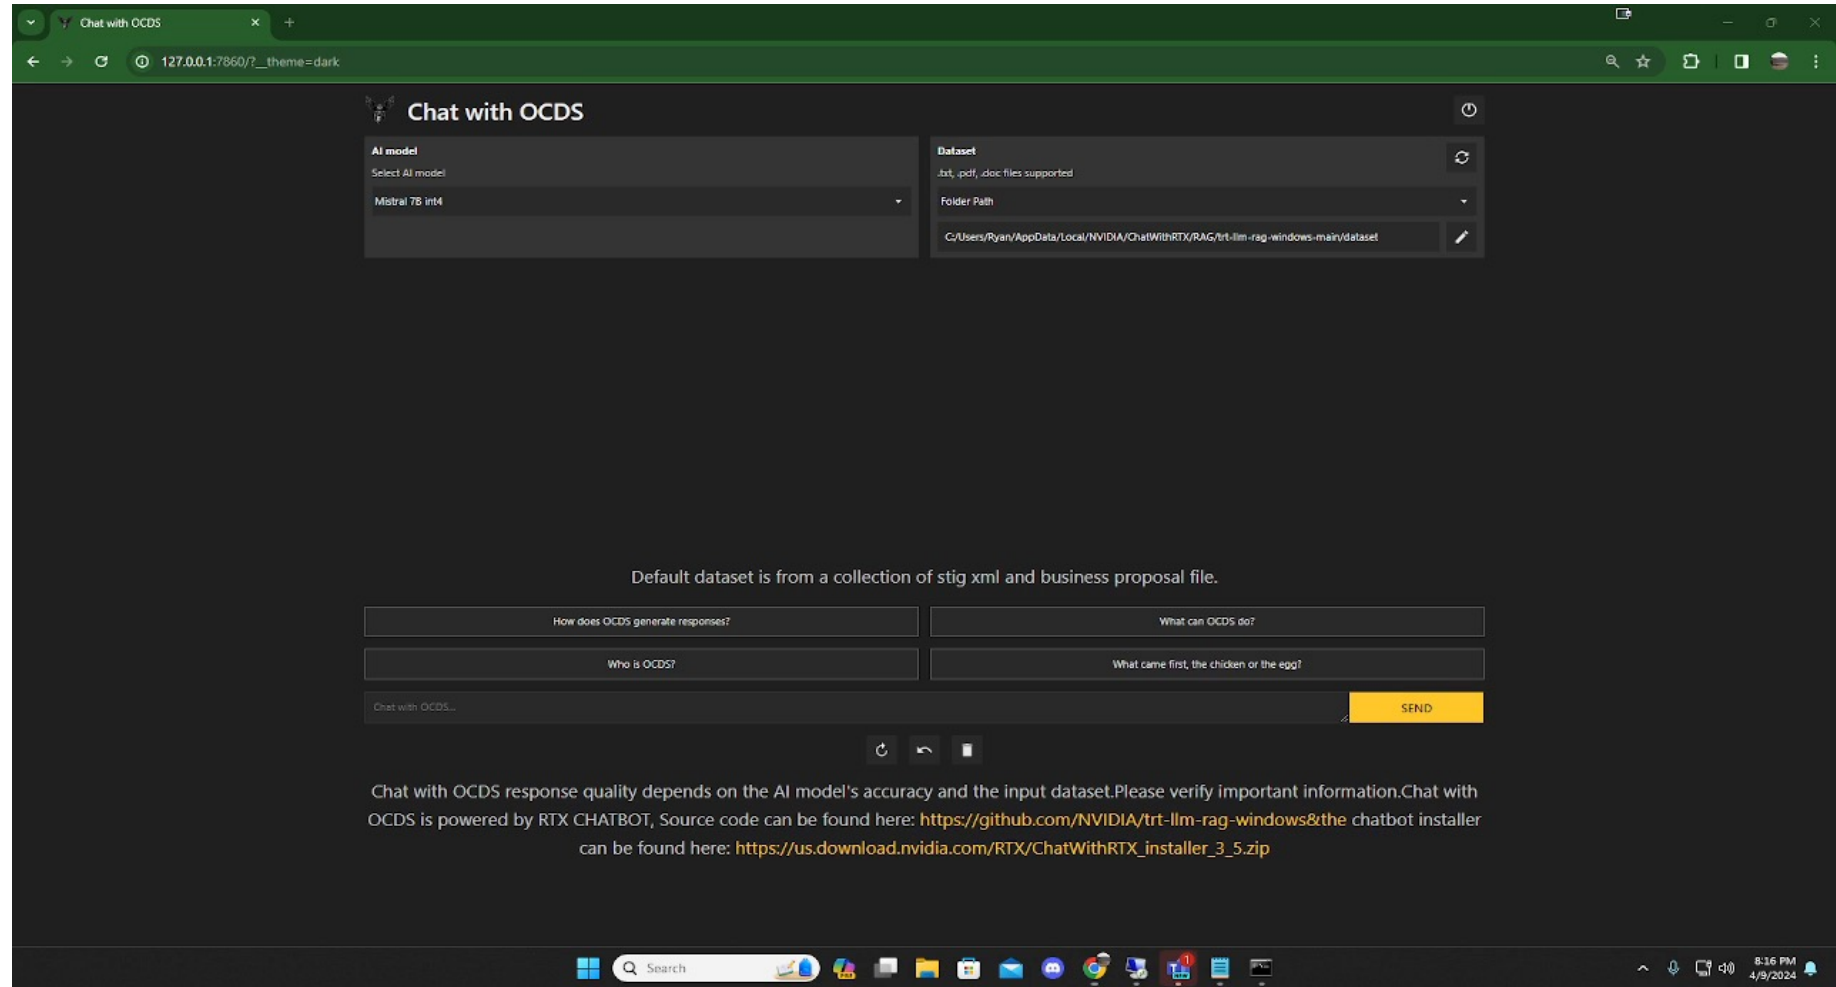 Chat with OCDS
127.0.0.1:7860/?__theme=dark
Chat with OCDS
AI model
Select AI model
Mistral 7B int4
Dataset
.txt, .pdf, .doc files supported
Folder Path
C:/Users/Ryan/AppData/Local/NVIDIA/ChatWithRTX/RAG/trt-llm-rag-windows-main/dataset
Default dataset is from a collection of stig xml and business proposal file.
How does OCDS generate responses?
What can OCDS do?
Who is OCDS?
What came first, the chicken or the egg?
Chat with OCDS...
SEND
Chat with OCDS response quality depends on the AI model's accuracy and the input dataset.Please verify important information.Chat with
OCDS is powered by RTX CHATBOT, Source code can be found here: https://github.com/NVIDIA/trt-llm-rag-windows&the chatbot installer
can be found here: https://us.download.nvidia.com/RTX/ChatWithRTX_installer_3_5.zip
Search
1
8:16 PM
4/9/2024